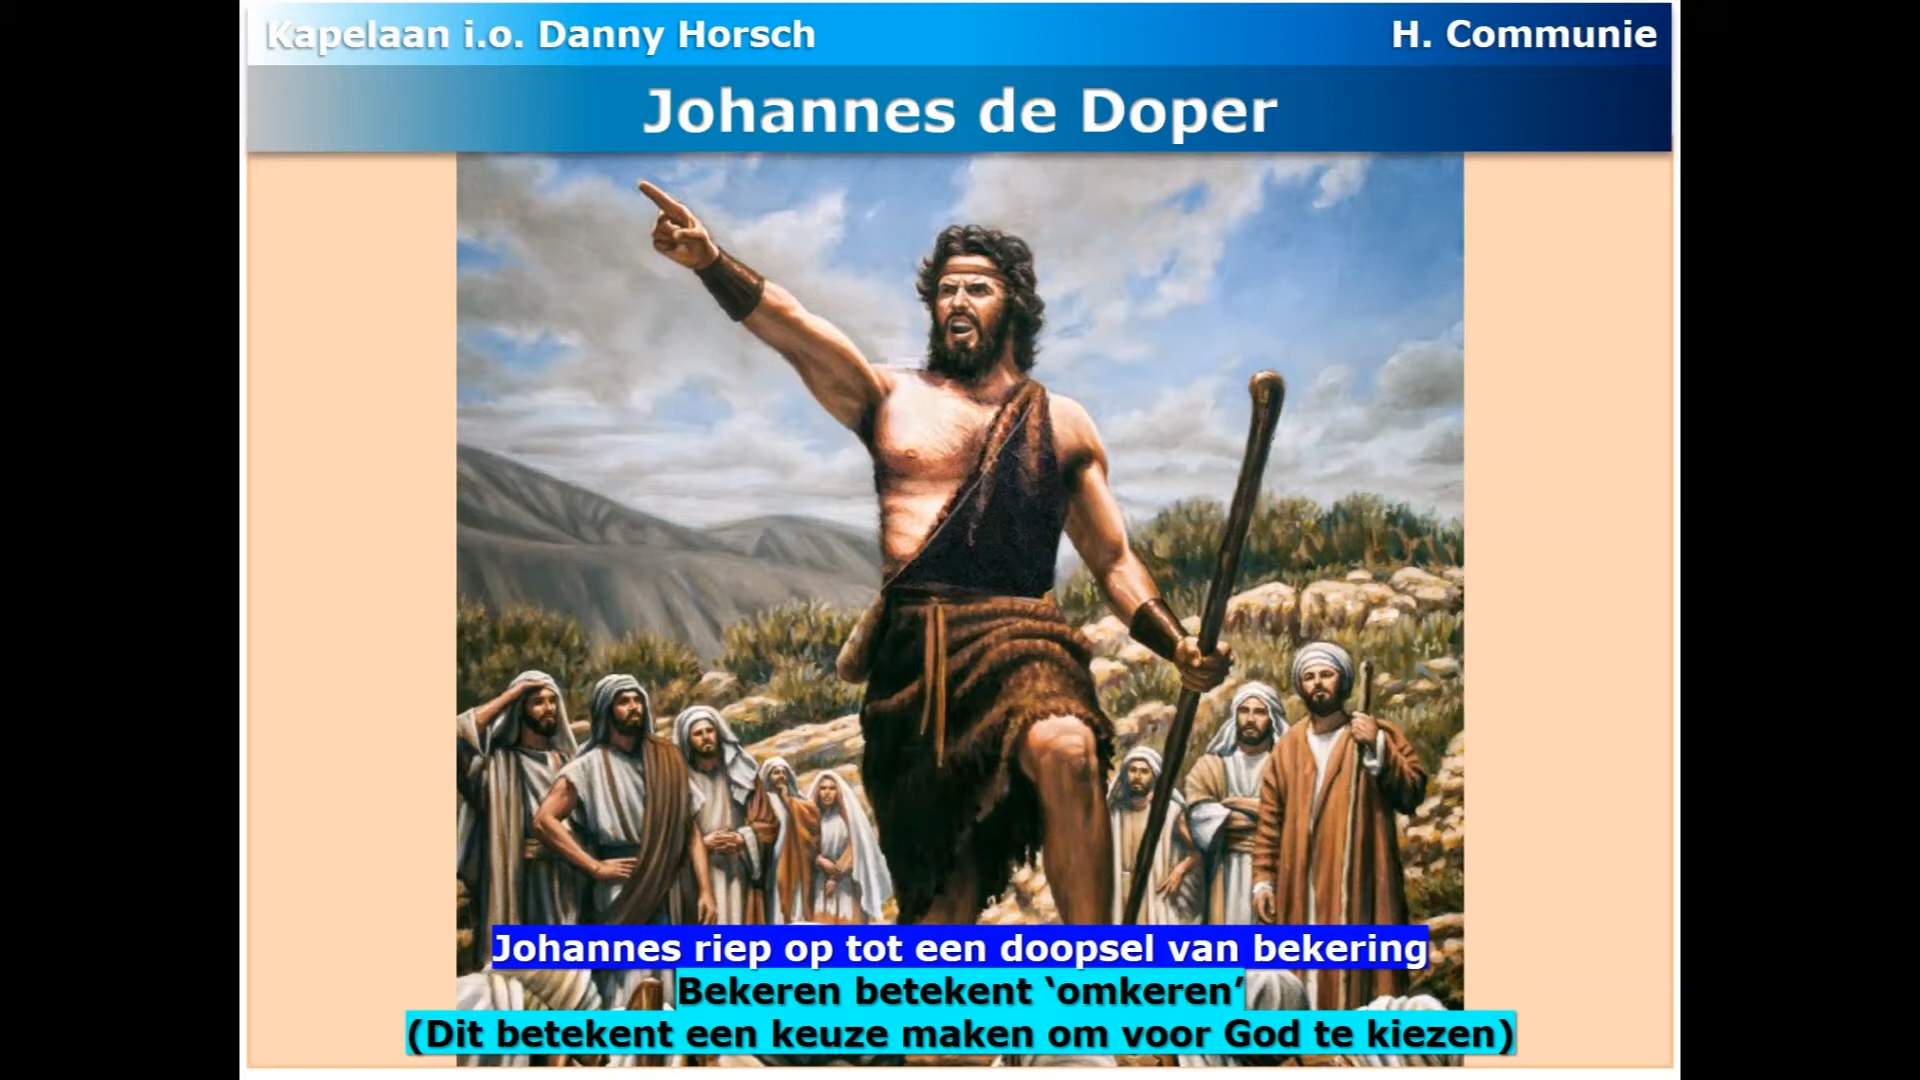 Kapelaan i.o. Danny Horsch
H. Communie
Johannes de Doper
Johannes riep op tot een doopsel van bekering
Bekeren betekent ‘omkeren’
(Dit betekent een keuze maken om voor God te kiezen)